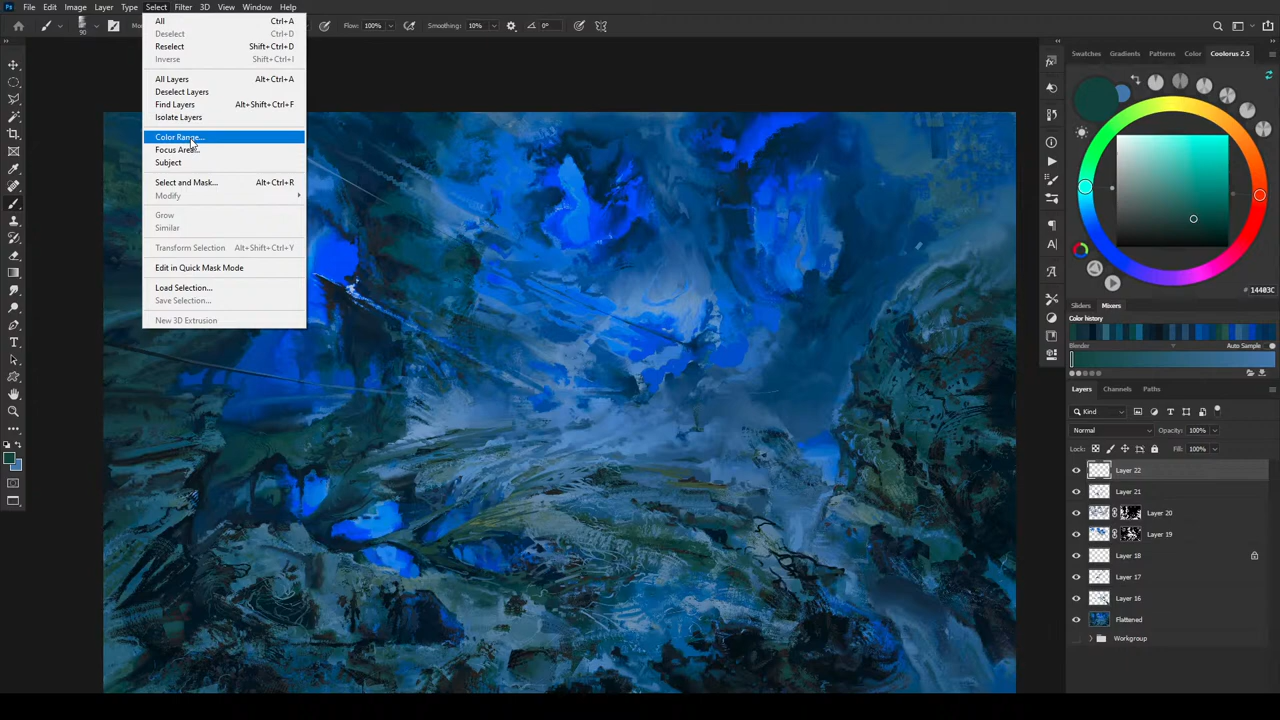 Ps File Edit Image Layer Type Select Filter 3D View Window Help
90 Flow: 100% Smoothing: 10% 0°
All Ctrl+A
Deselect Ctrl+D
Reselect Shift+Ctrl+D
Inverse Shift+Ctrl+I
All Layers Alt+Ctrl+A
Deselect Layers
Find Layers Alt+Shift+Ctrl+F
Isolate Layers
Color Range...
Focus Area...
Subject
Select and Mask... Alt+Ctrl+R
Modify
Grow
Similar
Transform Selection Alt+Shift+Ctrl+Y
Edit in Quick Mask Mode
Load Selection...
Save Selection...
New 3D Extrusion
Swatches Gradients Patterns Color Coolorus 2.5
14403C
Sliders Mixers
Color history
Blender Auto Sample
Layers Channels Paths
Kind
Normal Opacity: 100%
Lock: Fill: 100%
Layer 22
Layer 21
Layer 20
Layer 19
Layer 18
Layer 17
Layer 16
Flattened
Workgroup